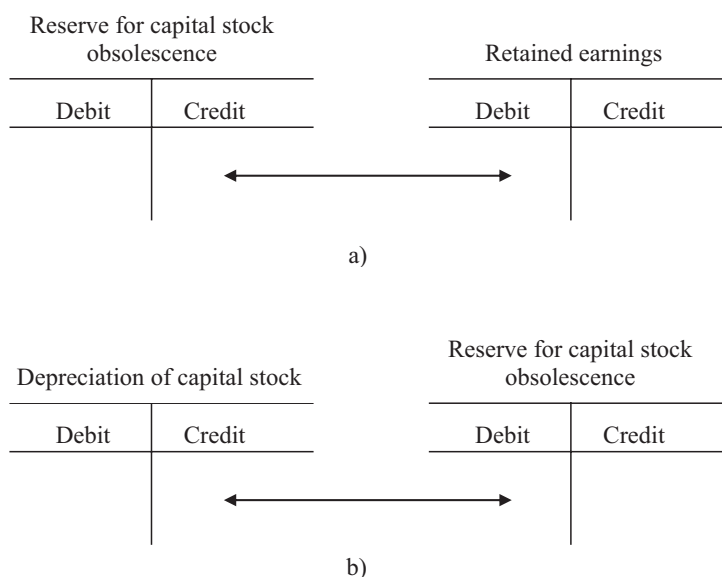 Reserve for capital stock
obsolescence
Retained earnings
Debit Credit
Debit Credit
a)
Depreciation of capital stock
Reserve for capital stock
obsolescence
Debit Credit
Debit Credit
b)